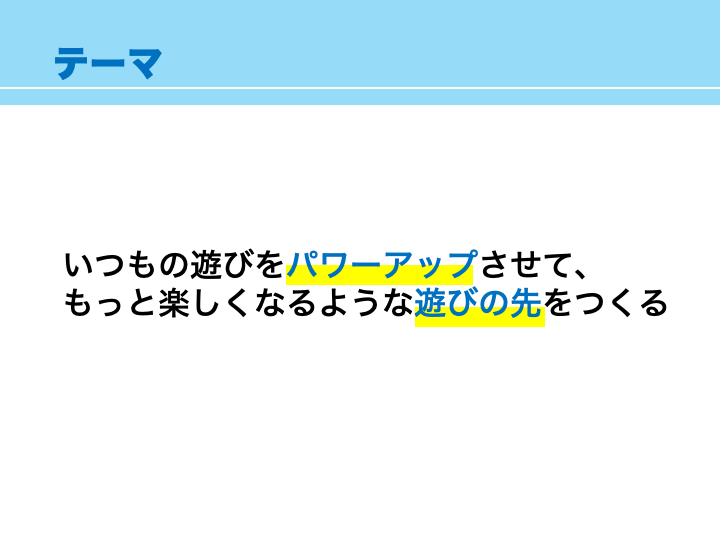 テーマ
いつもの遊びをパワーアップさせて、
もっと楽しくなるような遊びの先をつくる